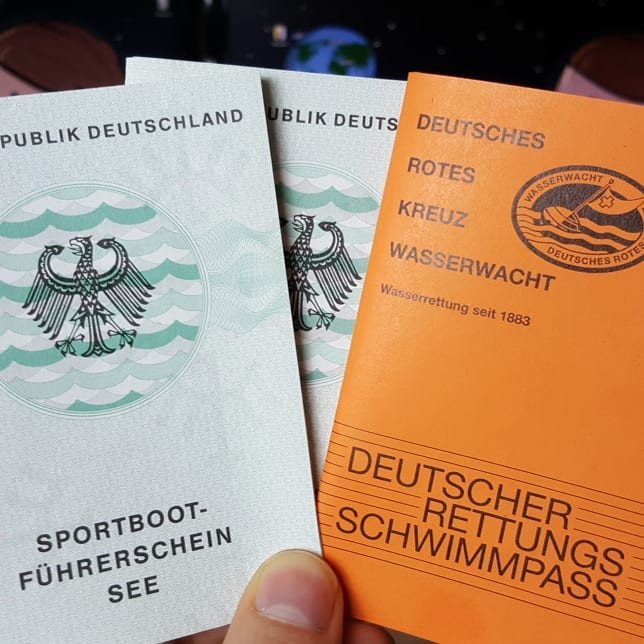 PUBLIK DEUTSCHLAND
SPORTBOOT-
FÜHRERSCHEIN
SEE
UBLIK DEUTS
DEUTSCHES
ROTES
KREUZ
WASSERWACHT
Wasserrettung seit 1883
WASSERWACHT
DEUTSCHES ROTES
DEUTSCHER
RETTUNGS
SCHWIMMPASS